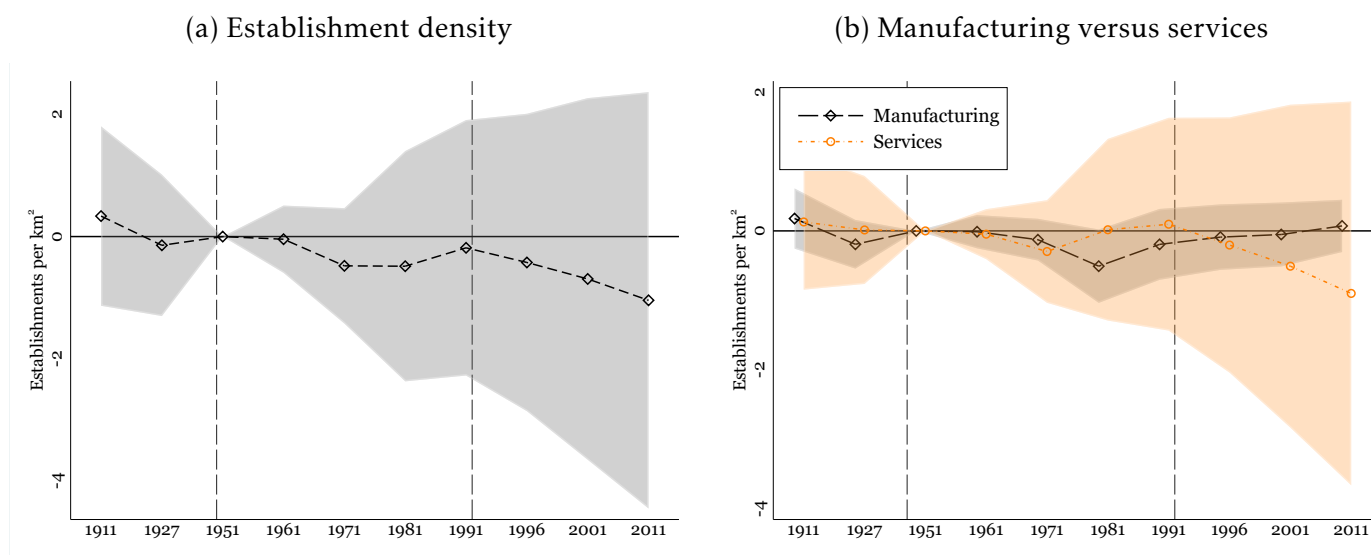 (a) Establishment density
Establishments per km²
2
0
-2
-4
1911 1927 1951 1961 1971 1981 1991 1996 2001 2011
(b) Manufacturing versus services
Establishments per km²
2
0
-2
-4
Manufacturing
Services
1911 1927 1951 1961 1971 1981 1991 1996 2001 2011